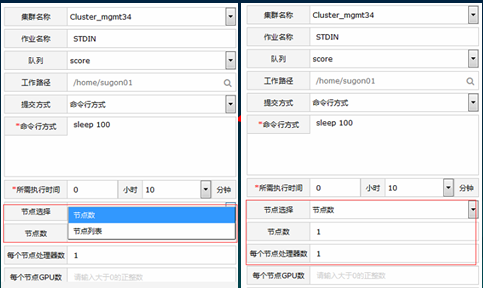 集群名称 Cluster_mgmt34
作业名称 STDIN
队列 score
工作路径 /home/sugon01
提交方式 命令行方式
*命令行方式 sleep 100
*所需执行时间 0 小时 10 分钟
节点选择 节点数
节点数 节点列表
每个节点处理器数 1
每个节点GPU数 请输入大于0的正整数
集群名称 Cluster_mgmt34
作业名称 STDIN
队列 score
工作路径 /home/sugon01
提交方式 命令行方式
*命令行方式 sleep 100
*所需执行时间 0 小时 10 分钟
节点选择 节点数
节点数 1
每个节点处理器数 1
每个节点GPU数 请输入大于0的正整数